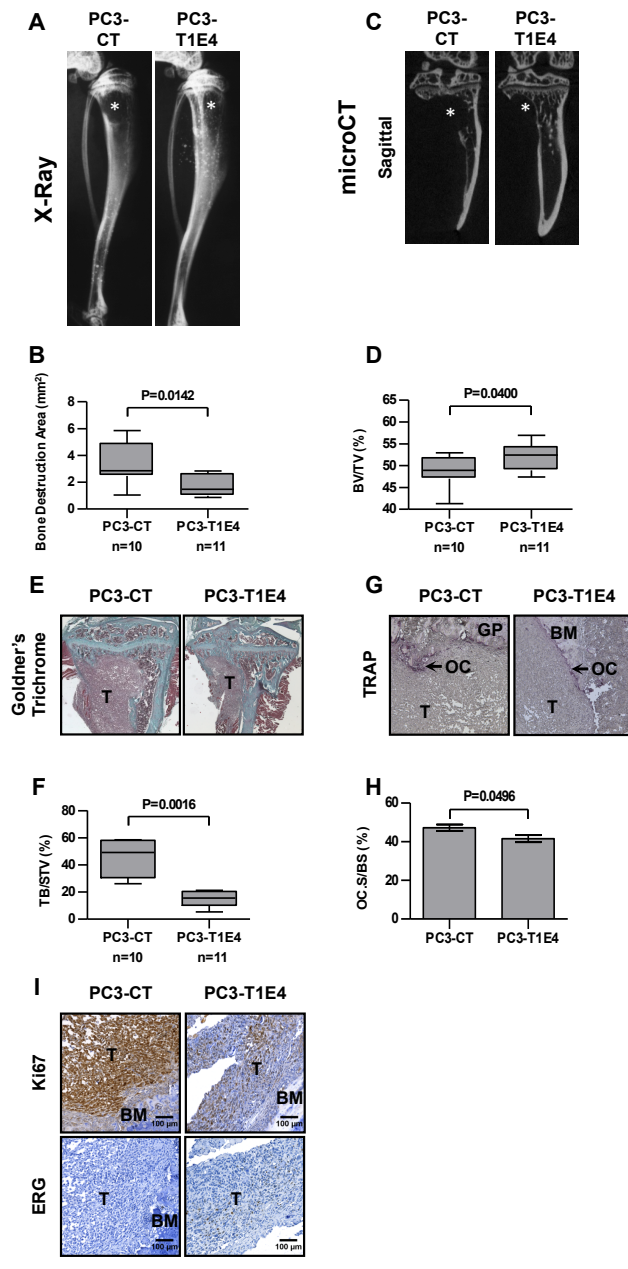 A
PC3-
CT
PC3-
T1E4
X-Ray
*
*
C
PC3-
CT
PC3-
T1E4
microCT
Sagittal
*
*
B
Bone Destruction Area (mm²)
8
6
4
2
0
P=0.0142
PC3-CT
PC3-T1E4
n=10
n=11
D
BV/TV (%)
65
60
55
50
45
40
P=0.0400
PC3-CT
PC3-T1E4
n=10
n=11
E
PC3-CT
PC3-T1E4
Goldner's
Trichrome
T
T
G
PC3-CT
PC3-T1E4
TRAP
GP
OC
T
BM
OC
T
F
TB/STV (%)
80
60
40
20
0
P=0.0016
PC3-CT
PC3-T1E4
n=10
n=11
H
OC.S/BS (%)
60
40
20
0
P=0.0496
PC3-CT
PC3-T1E4
I
PC3-CT
PC3-T1E4
Ki67
T
BM
100 µm
T
BM
100 µm
ERG
T
BM
100 µm
T
100 µm